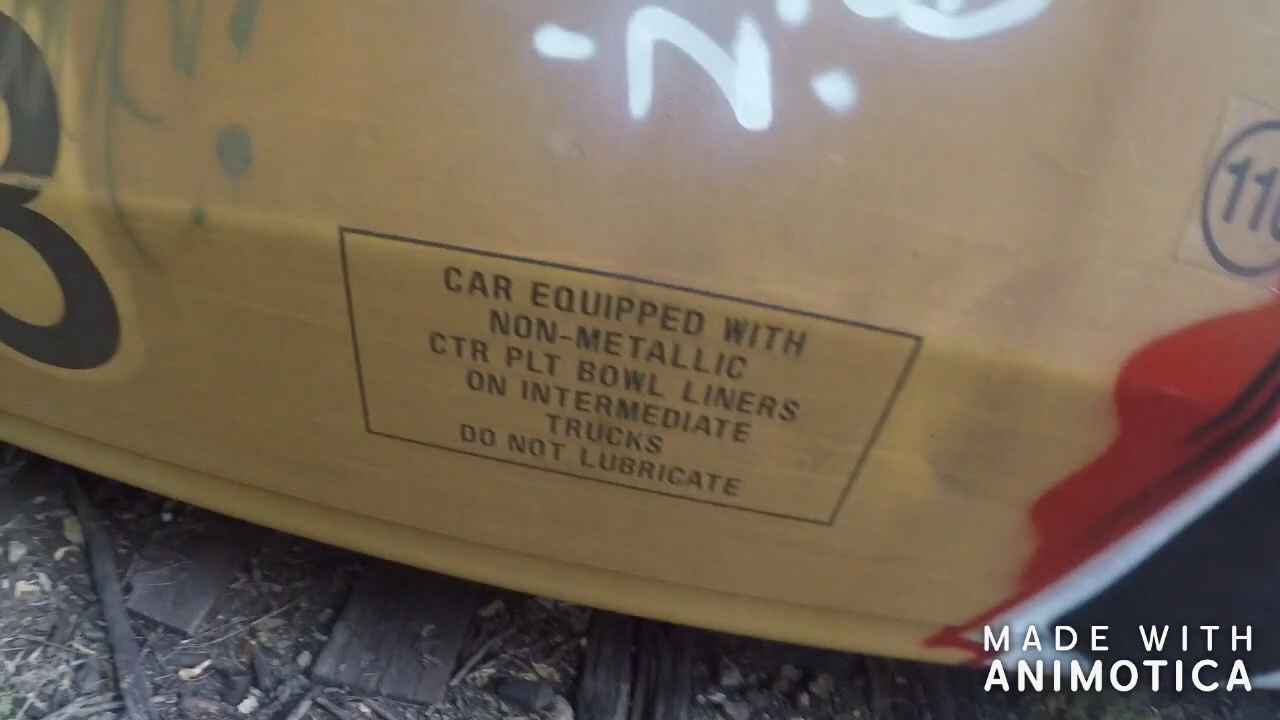 CAR EQUIPPED WITH
NON-METALLIC
CTR PLT BOWL LINERS
ON INTERMEDIATE
TRUCKS
DO NOT LUBRICATE
MADE WITH
ANIMOTICA